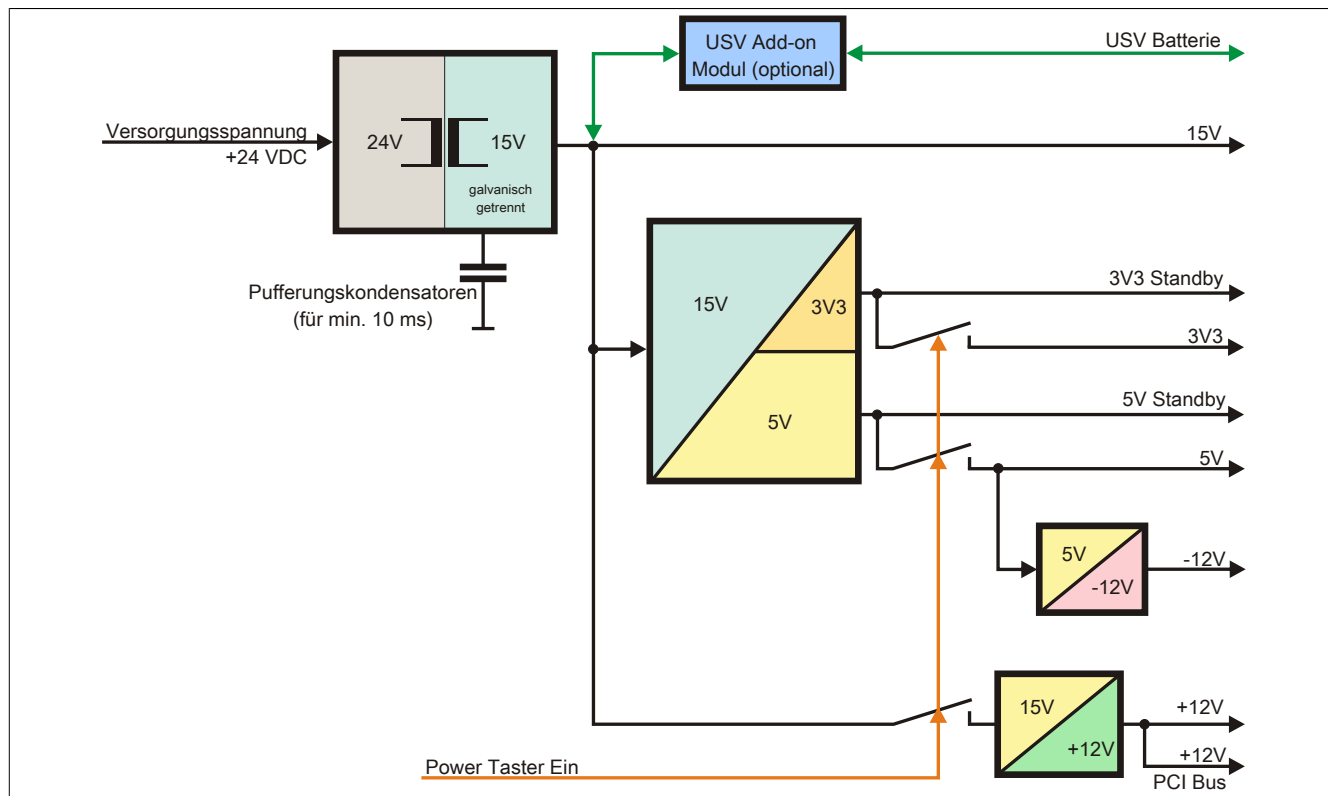 USV Add-on
Modul (optional)
USV Batterie
Versorgungsspannung
+24 VDC
24V
15V
galvanisch
getrennt
15V
Pufferungskondensatoren
(für min. 10 ms)
15V
3V3
5V
3V3 Standby
3V3
5V Standby
5V
5V
-12V
-12V
15V
+12V
+12V
+12V
PCI Bus
Power Taster Ein